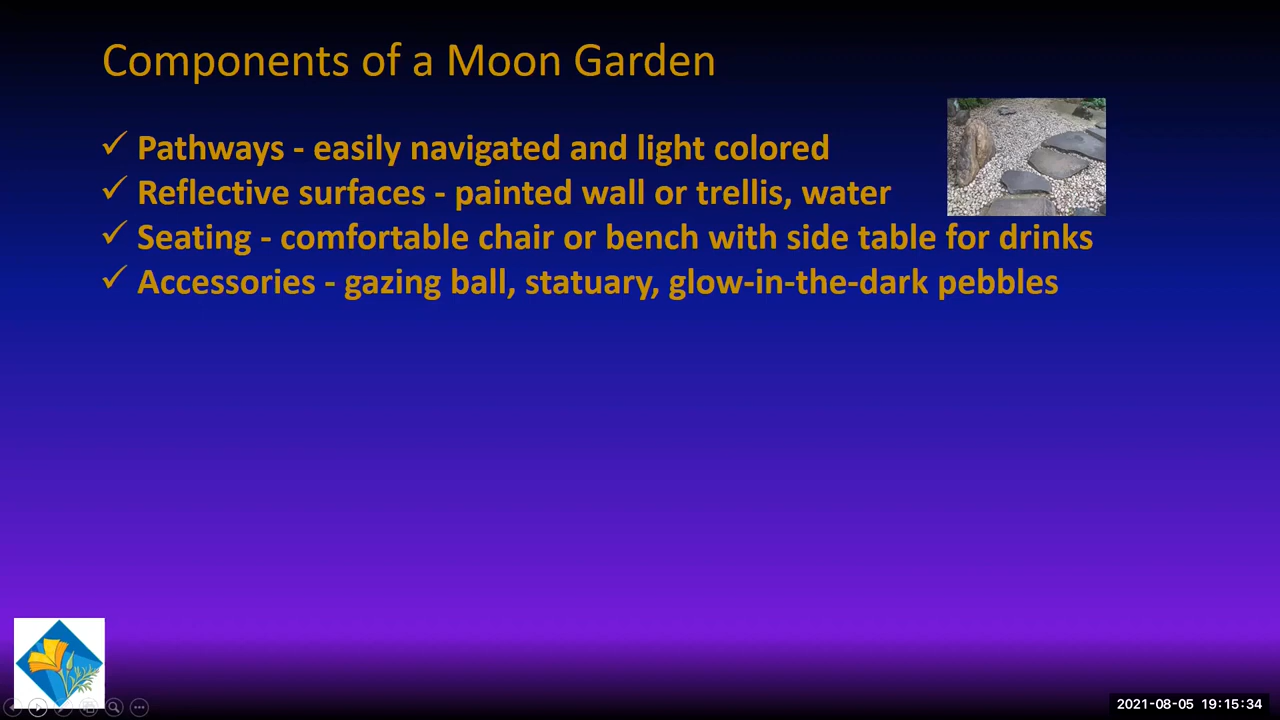 Components of a Moon Garden
✓ Pathways - easily navigated and light colored
✓ Reflective surfaces - painted wall or trellis, water
✓ Seating - comfortable chair or bench with side table for drinks
✓ Accessories - gazing ball, statuary, glow-in-the-dark pebbles
2021-08-05 19:15:34